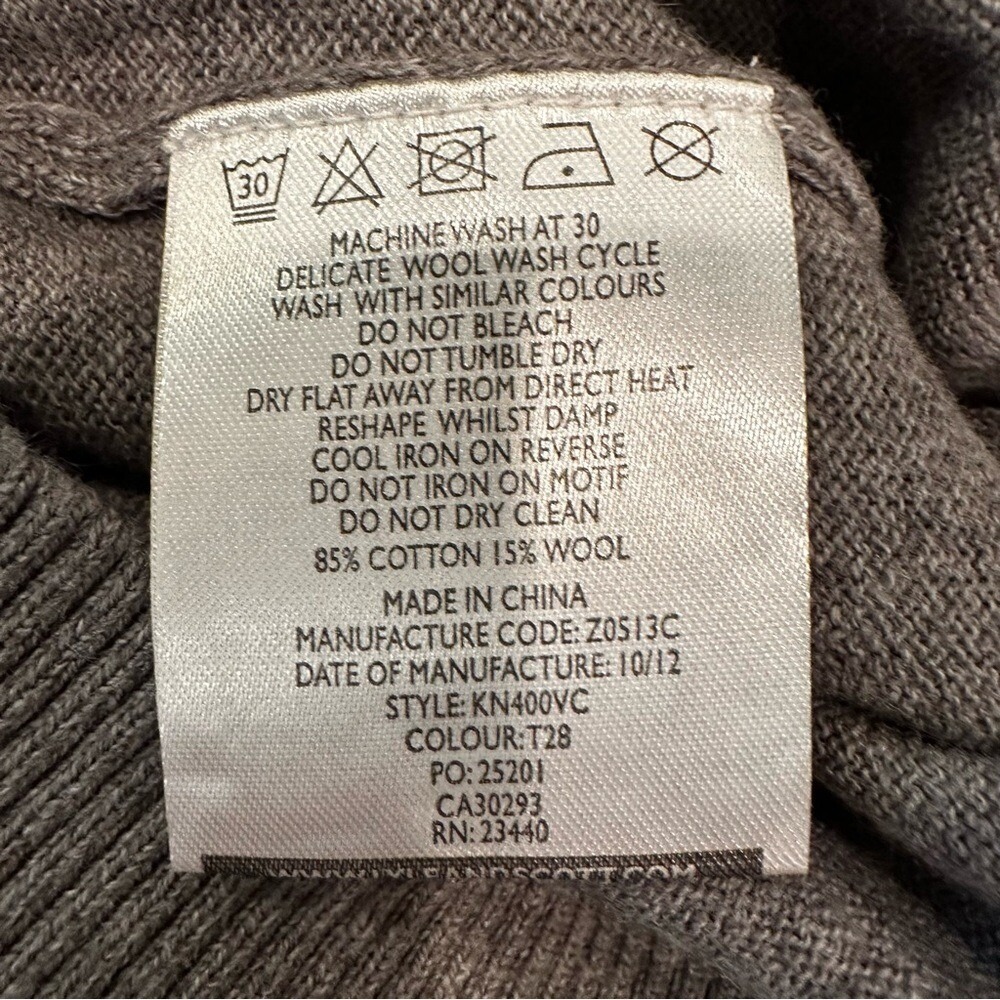 30
MACHINE WASH AT 30
DELICATE WOOL WASH CYCLE
WASH WITH SIMILAR COLOURS
DO NOT BLEACH
DO NOT TUMBLE DRY
DRY FLAT AWAY FROM DIRECT HEAT
RESHAPE WHILST DAMP
COOL IRON ON REVERSE
DO NOT IRON ON MOTIF
DO NOT DRY CLEAN
85% COTTON 15% WOOL
MADE IN CHINA
MANUFACTURE CODE: Z0513C
DATE OF MANUFACTURE: 10/12
STYLE: KN400VC
COLOUR:T28
PO: 25201
CA30293
RN: 23440